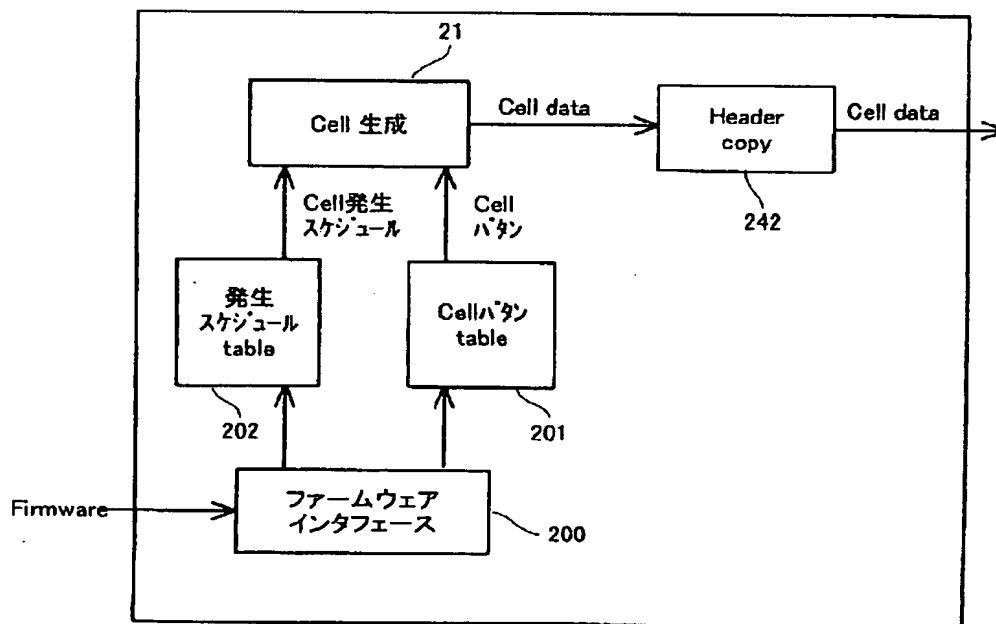 21
Cell 生成
Cell data
Header
copy
Cell data
242
Cell発生
スケジュール
Cell
パタン
発生
スケジュール
table
Cellパタン
table
202
201
Firmware
ファームウェア
インタフェース
200